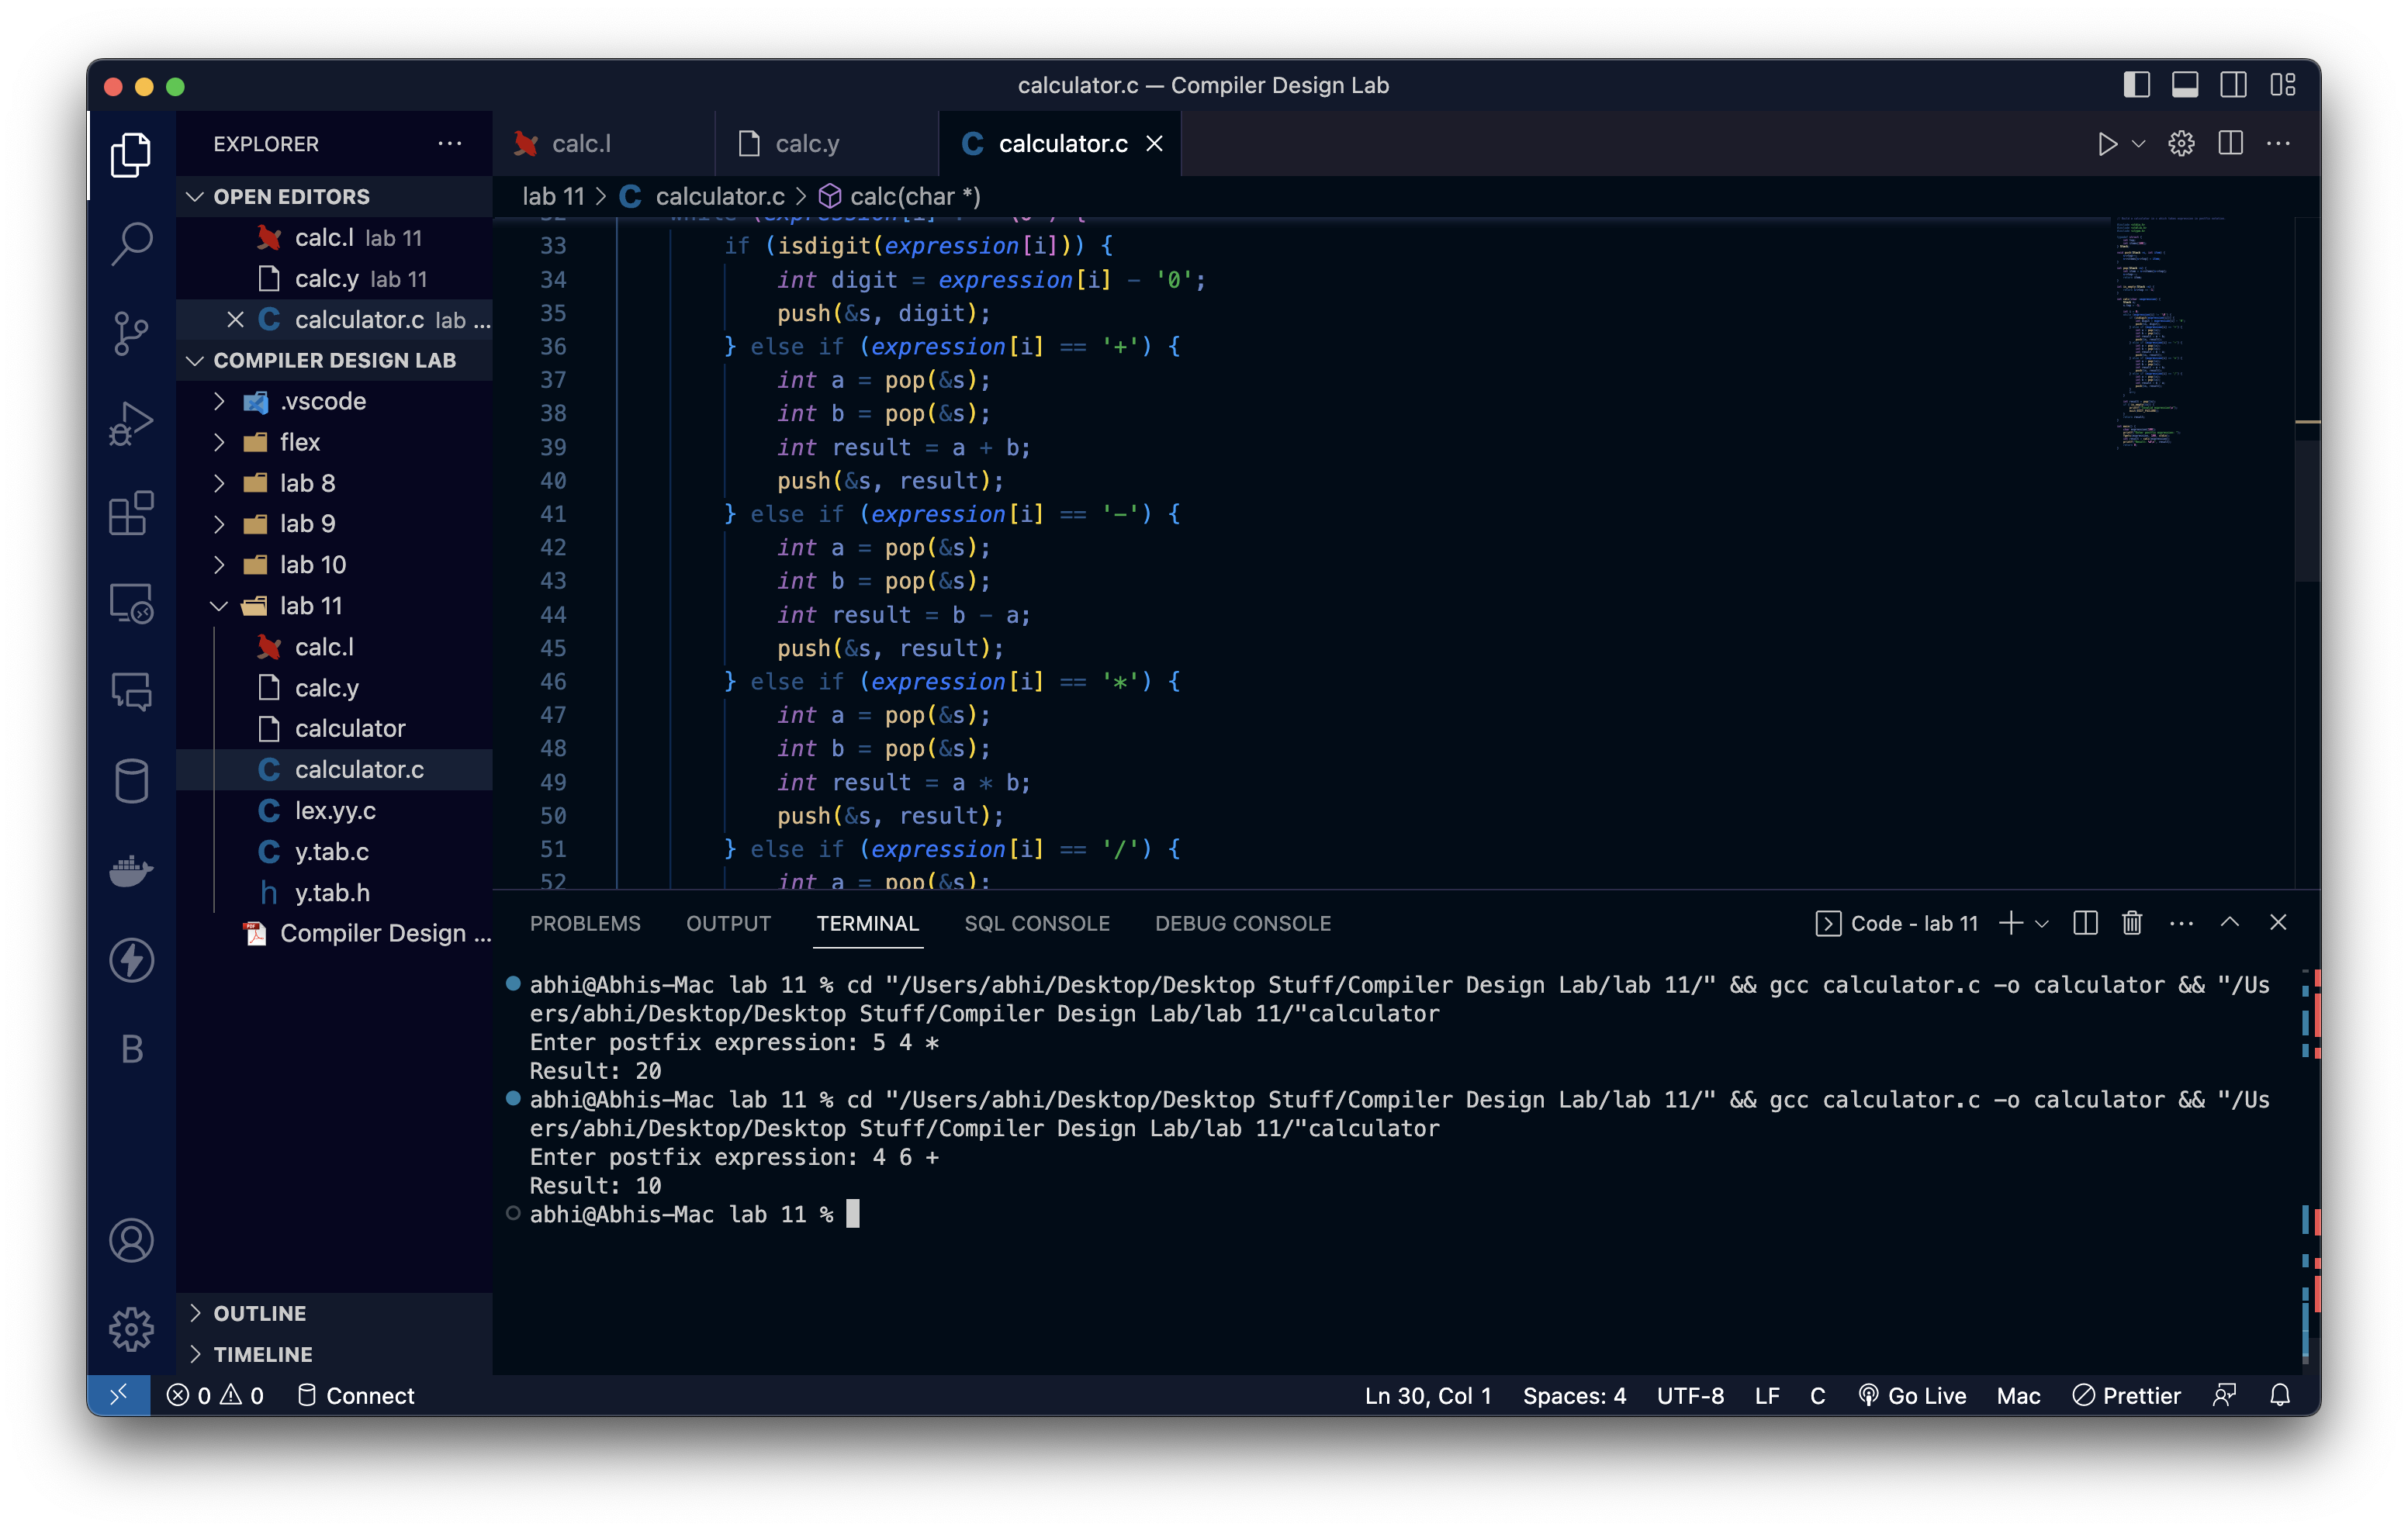 calculator.c — Compiler Design Lab
EXPLORER
calc.l
calc.y
calculator.c
OPEN EDITORS
calc.l lab 11
calc.y lab 11
calculator.c lab ...
COMPILER DESIGN LAB
.vscode
flex
lab 8
lab 9
lab 10
lab 11
calc.l
calc.y
calculator
calculator.c
lex.yy.c
y.tab.c
y.tab.h
Compiler Design ...
OUTLINE
TIMELINE
lab 11 > calculator.c > calc(char *)
33 if (isdigit(expression[i])) {
34 int digit = expression[i] - '0';
35 push(&s, digit);
36 } else if (expression[i] == '+') {
37 int a = pop(&s);
38 int b = pop(&s);
39 int result = a + b;
40 push(&s, result);
41 } else if (expression[i] == '-') {
42 int a = pop(&s);
43 int b = pop(&s);
44 int result = b - a;
45 push(&s, result);
46 } else if (expression[i] == '*') {
47 int a = pop(&s);
48 int b = pop(&s);
49 int result = a * b;
50 push(&s, result);
51 } else if (expression[i] == '/') {
52 int a = pop(&s);
PROBLEMS OUTPUT TERMINAL SQL CONSOLE DEBUG CONSOLE
Code - lab 11
abhi@Abhis-Mac lab 11 % cd "/Users/abhi/Desktop/Desktop Stuff/Compiler Design Lab/lab 11/" && gcc calculator.c -o calculator && "/Us
ers/abhi/Desktop/Desktop Stuff/Compiler Design Lab/lab 11/"calculator
Enter postfix expression: 5 4 *
Result: 20
abhi@Abhis-Mac lab 11 % cd "/Users/abhi/Desktop/Desktop Stuff/Compiler Design Lab/lab 11/" && gcc calculator.c -o calculator && "/Us
ers/abhi/Desktop/Desktop Stuff/Compiler Design Lab/lab 11/"calculator
Enter postfix expression: 4 6 +
Result: 10
abhi@Abhis-Mac lab 11 %
0 0 Connect
Ln 30, Col 1 Spaces: 4 UTF-8 LF C Go Live Mac Prettier